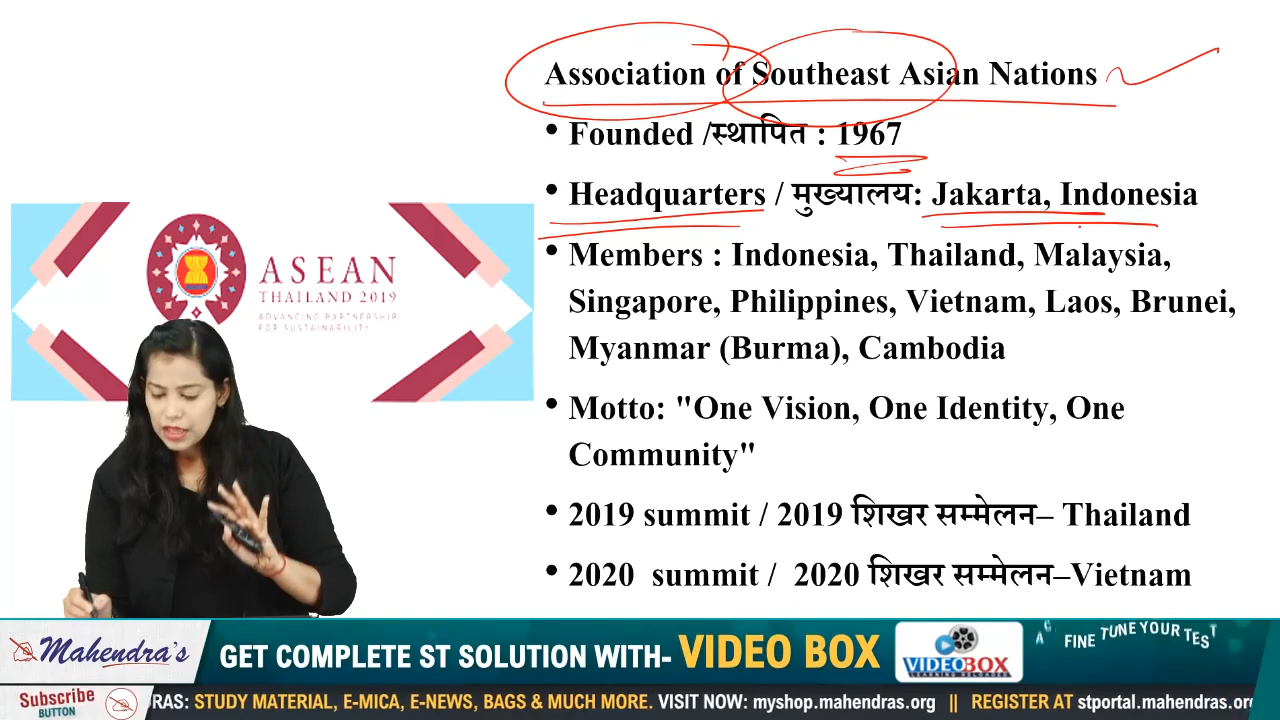 Association of Southeast Asian Nations
• Founded /स्थापित : 1967
• Headquarters / मुख्यालय: Jakarta, Indonesia
• Members : Indonesia, Thailand, Malaysia,
Singapore, Philippines, Vietnam, Laos, Brunei,
Myanmar (Burma), Cambodia
• Motto: "One Vision, One Identity, One
Community"
• 2019 summit / 2019 शिखर सम्मेलन– Thailand
• 2020 summit / 2020 शिखर सम्मेलन–Vietnam
ASEAN
THAILAND 2019
ADVANCING PARTNERSHIP
FOR SUSTAINABILITY
Mahendra's
GET COMPLETE ST SOLUTION WITH- VIDEO BOX
VIDEOBOX
LEARNING RELOADED
FINE TUNE YOUR TEST
Subscribe
BUTTON
RAS: STUDY MATERIAL, E-MICA, E-NEWS, BAGS & MUCH MORE. VISIT NOW: myshop.mahendras.org || REGISTER AT stportal.mahendras.org